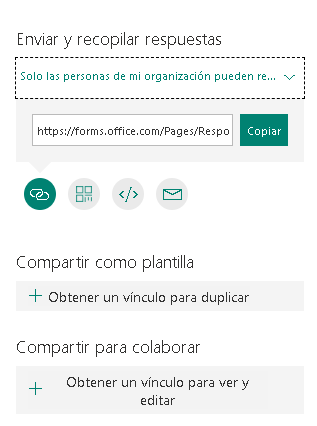 Enviar y recopilar respuestas
Solo las personas de mi organización pueden re...
https://forms.office.com/Pages/Respo
Copiar
Compartir como plantilla
Obtener un vínculo para duplicar
Compartir para colaborar
Obtener un vínculo para ver y
editar